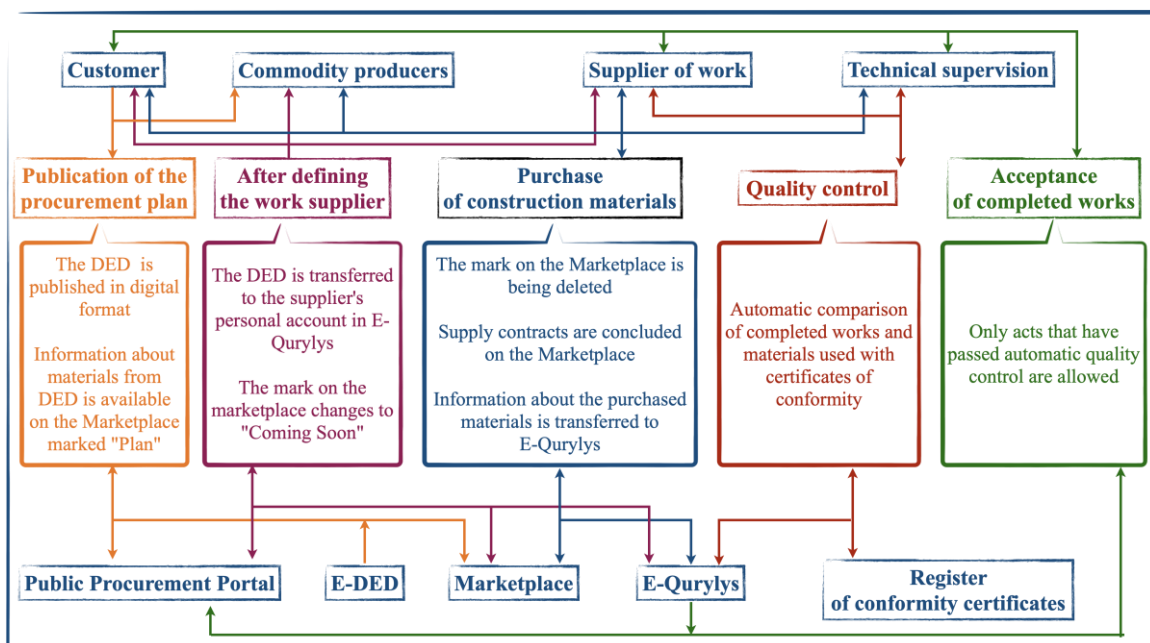 Customer
Commodity producers
Supplier of work
Technical supervision
Publication of the
procurement plan
After defining
the work supplier
Purchase
of construction materials
Quality control
Acceptance
of completed works
The DED is
published in digital
format
Information about
materials from
DED is available
on the Marketplace
marked "Plan"
The DED is transferred
to the supplier's
personal account in E-
Qurylys
The mark on the
marketplace changes to
"Coming Soon"
The mark on the Marketplace is
being deleted
Supply contracts are concluded
on the Marketplace
Information about the purchased
materials is transferred to
E-Qurylys
Automatic comparison
of completed works and
materials used with
certificates of
conformity
Only acts that have
passed automatic quality
control are allowed
Public Procurement Portal
E-DED
Marketplace
E-Qurylys
Register
of conformity certificates